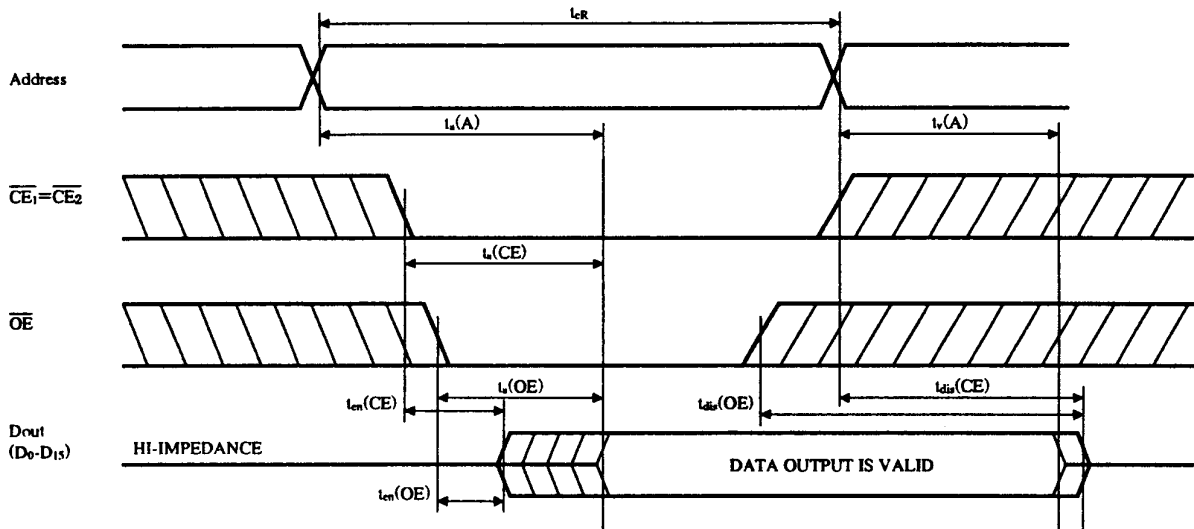 tcR
Address
ta(A)
tv(A)
CE1=CE2
ta(CE)
OE
ta(OE)
tdis(CE)
ten(CE)
tdis(OE)
Dout
(D0-D15)
HI-IMPEDANCE
DATA OUTPUT IS VALID
ten(OE)